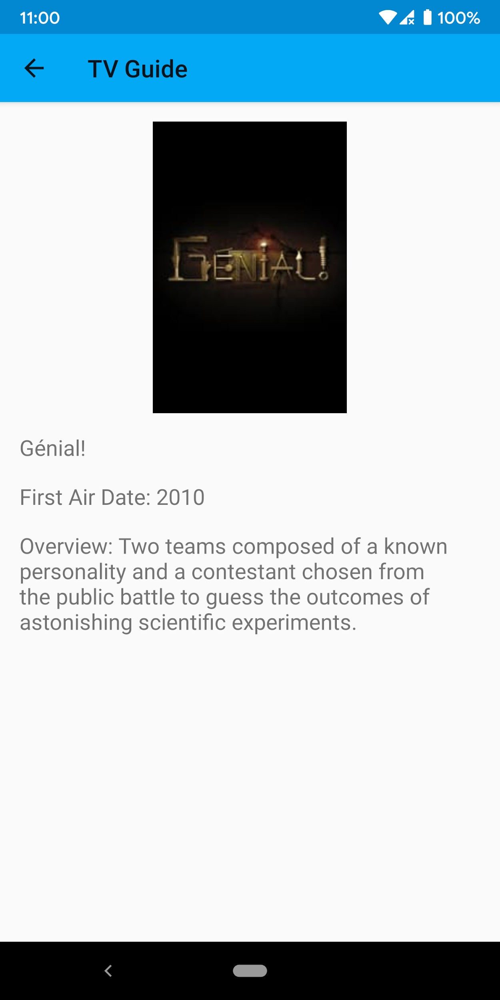 11:00
100%
TV Guide
GÉNIAL!
Génial!
First Air Date: 2010
Overview: Two teams composed of a known
personality and a contestant chosen from
the public battle to guess the outcomes of
astonishing scientific experiments.